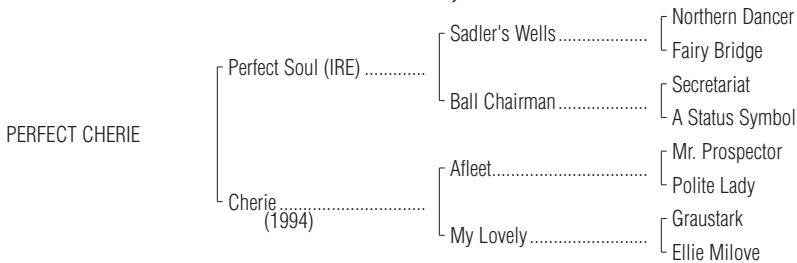 Northern Dancer
Sadler's Wells....................
Fairy Bridge
Perfect Soul (IRE) .............
Secretariat
Ball Chairman....................
A Status Symbol
PERFECT CHERIE
Mr. Prospector
Afleet..................................
Polite Lady
Cherie................................
(1994)
Graustark
My Lovely..........................
Ellie Milove